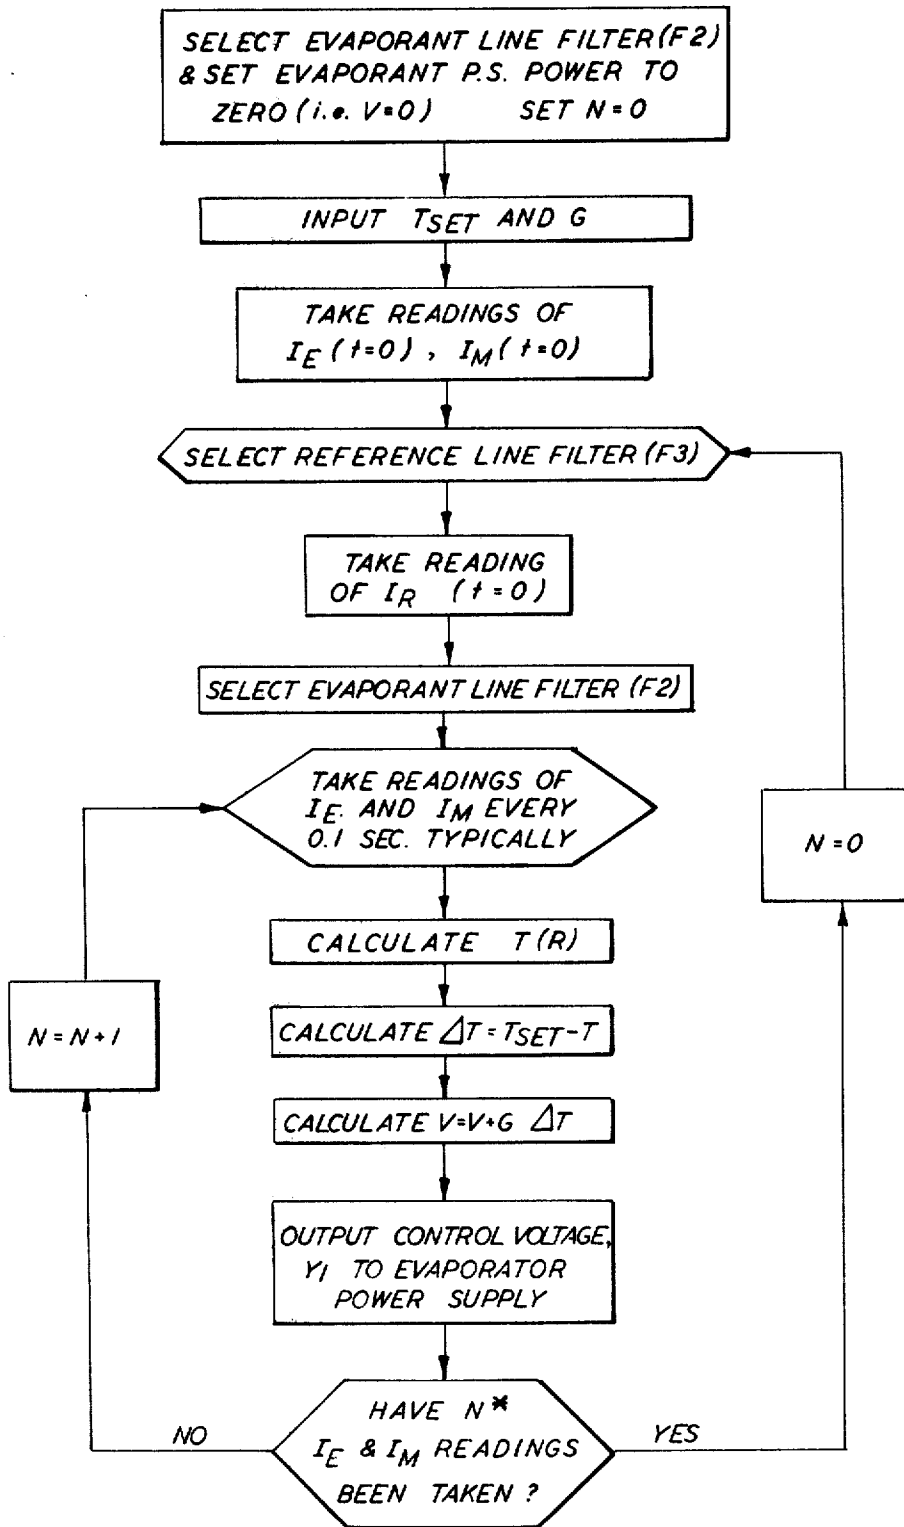 SELECT EVAPORANT LINE FILTER (F2)
& SET EVAPORANT P.S. POWER TO
ZERO (i.e. V=0) SET N=0
INPUT TSET AND G
TAKE READINGS OF
IE (t=0), IM (t=0)
SELECT REFERENCE LINE FILTER (F3)
TAKE READING
OF IR (t=0)
SELECT EVAPORANT LINE FILTER (F2)
TAKE READINGS OF
IE. AND IM EVERY
0.1 SEC. TYPICALLY
N=0
CALCULATE T(R)
N=N+1
CALCULATE ΔT=TSET-T
CALCULATE V=V+G ΔT
OUTPUT CONTROL VOLTAGE,
Y1 TO EVAPORATOR
POWER SUPPLY
HAVE N*
IE & IM READINGS
BEEN TAKEN?
NO
YES